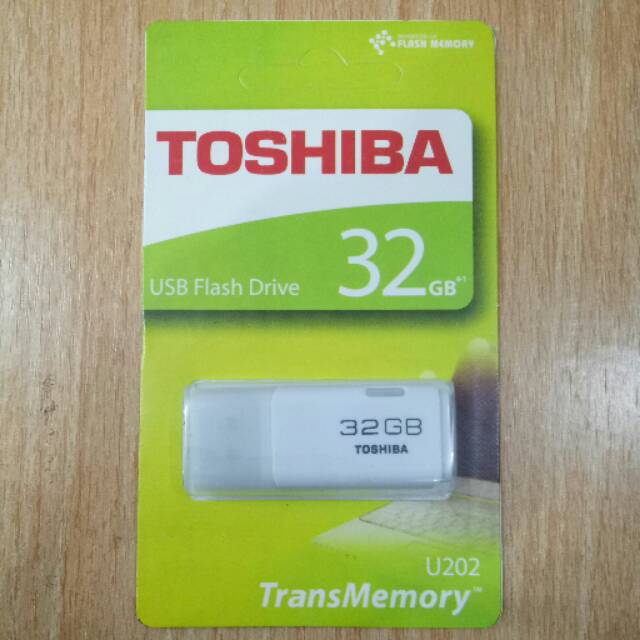 FLASH MEMORY
TOSHIBA
USB Flash Drive
32GB*1
32GB
TOSHIBA
U202
TransMemory™